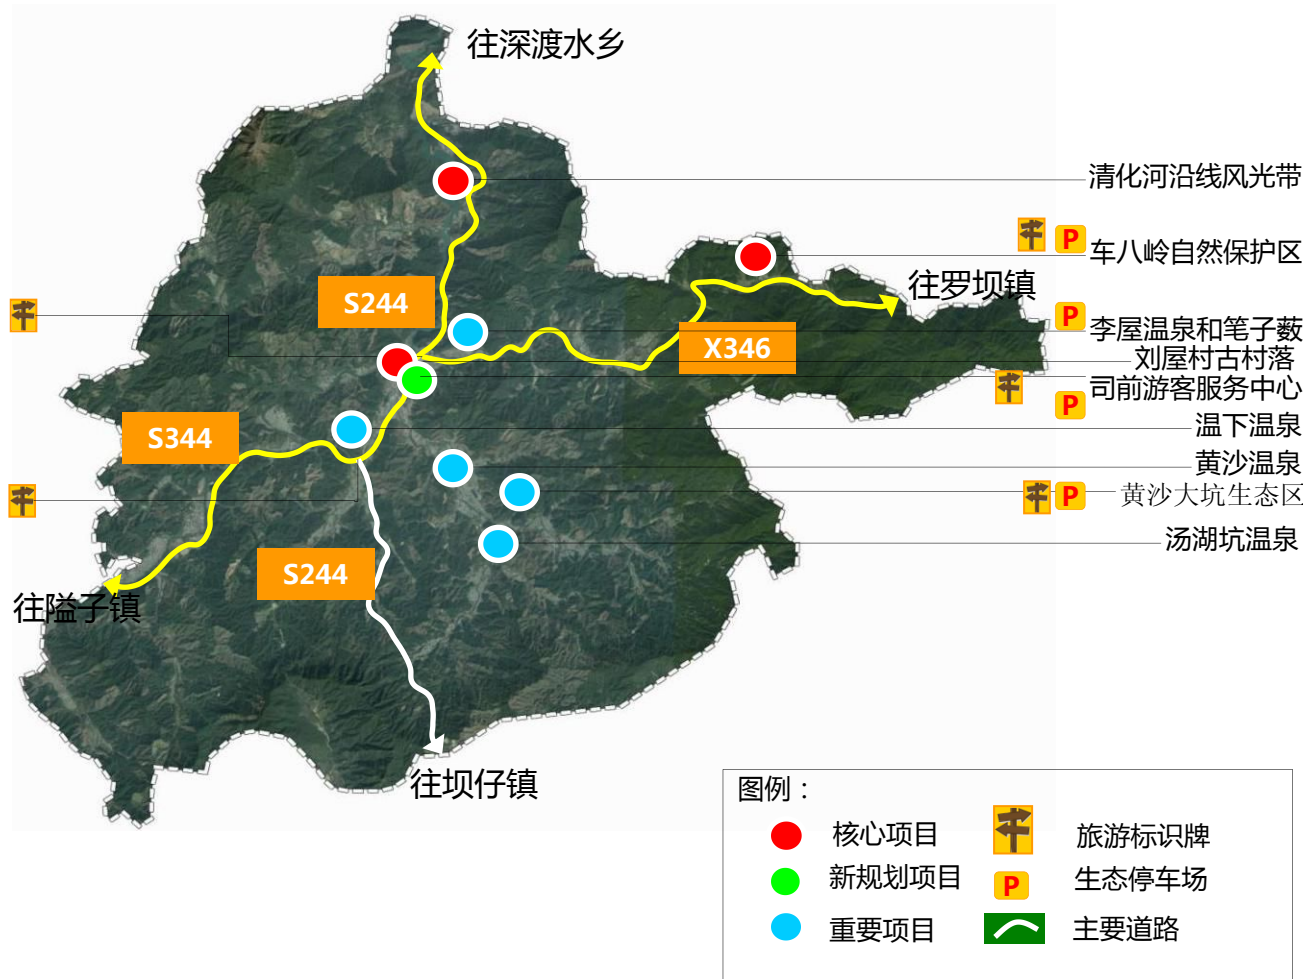 往深渡水乡
清化河沿线风光带
P
车八岭自然保护区
往罗坝镇
S244
P
李屋温泉和笔子薮
X346
刘屋村古村落
司前游客服务中心
P
温下温泉
S344
黄沙温泉
P
黄沙大坑生态区
汤湖坑温泉
S244
往隘子镇
往坝仔镇
图例：
核心项目
旅游标识牌
新规划项目
P
生态停车场
重要项目
主要道路